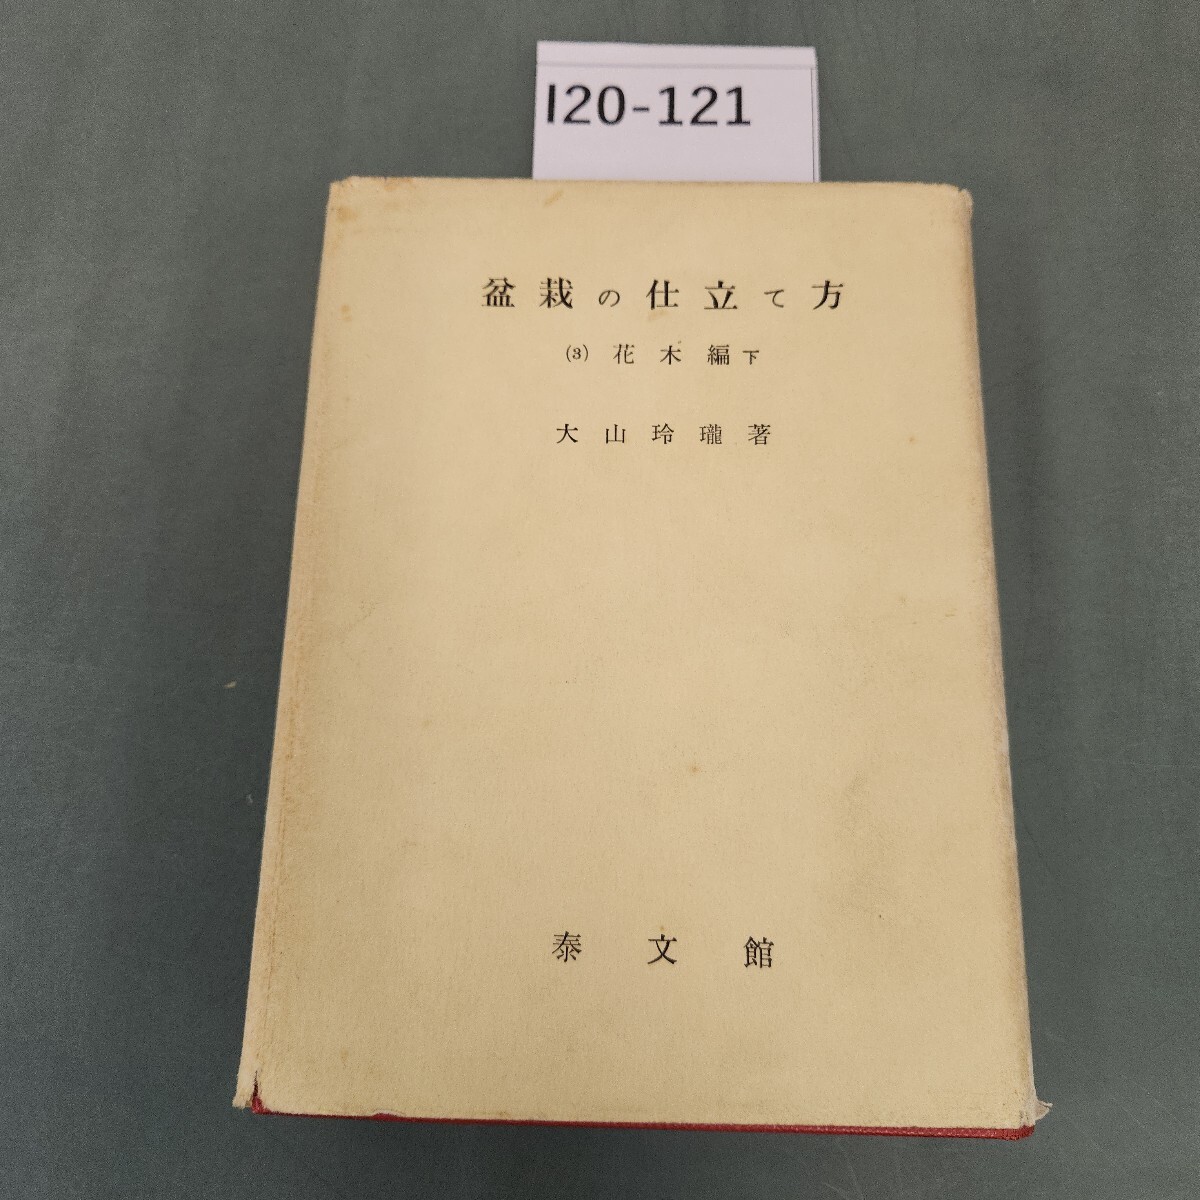 I20-121
盆栽の仕立て方
(3) 花木編下
大山玲瓏著
泰文館